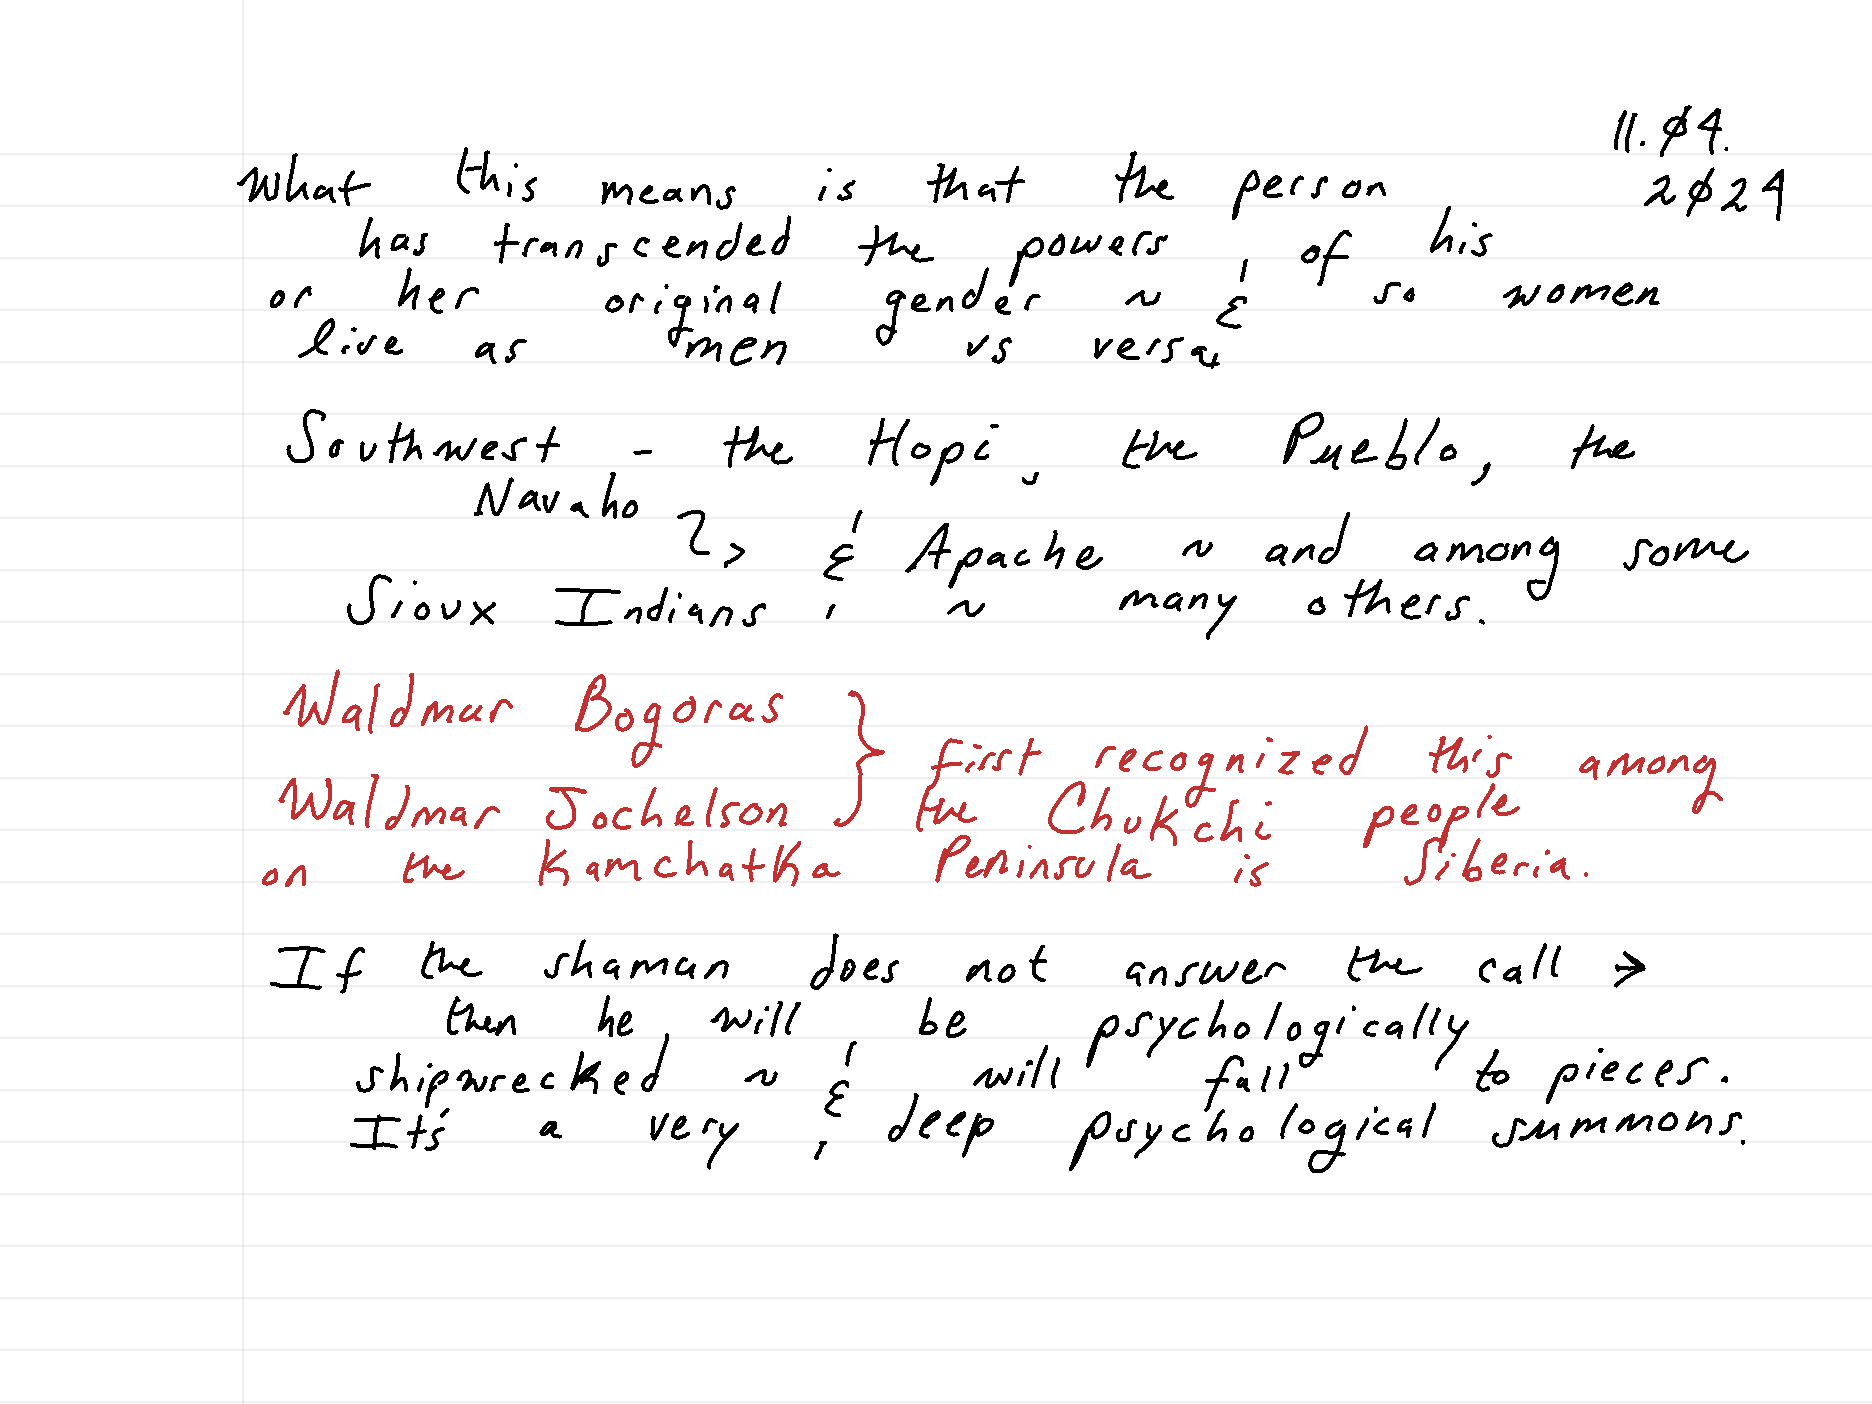 11.04.
2024
What this means is that the person
has transcended the powers of his
or her original gender ~ & so women
live as men vs versa
Southwest - the Hopi, the Pueblo, the
Navaho
> & Apache ~ and among some
Sioux Indians, ~ many others.
Waldmar Bogoras
Waldmar Jochelson } first recognized this among
the Chukchi people
on the Kamchatka Peninsula is Siberia.
If the shaman does not answer the call →
then he will be psychologically
shipwrecked ~ & will fall to pieces.
It's a very, deep psychological summons.